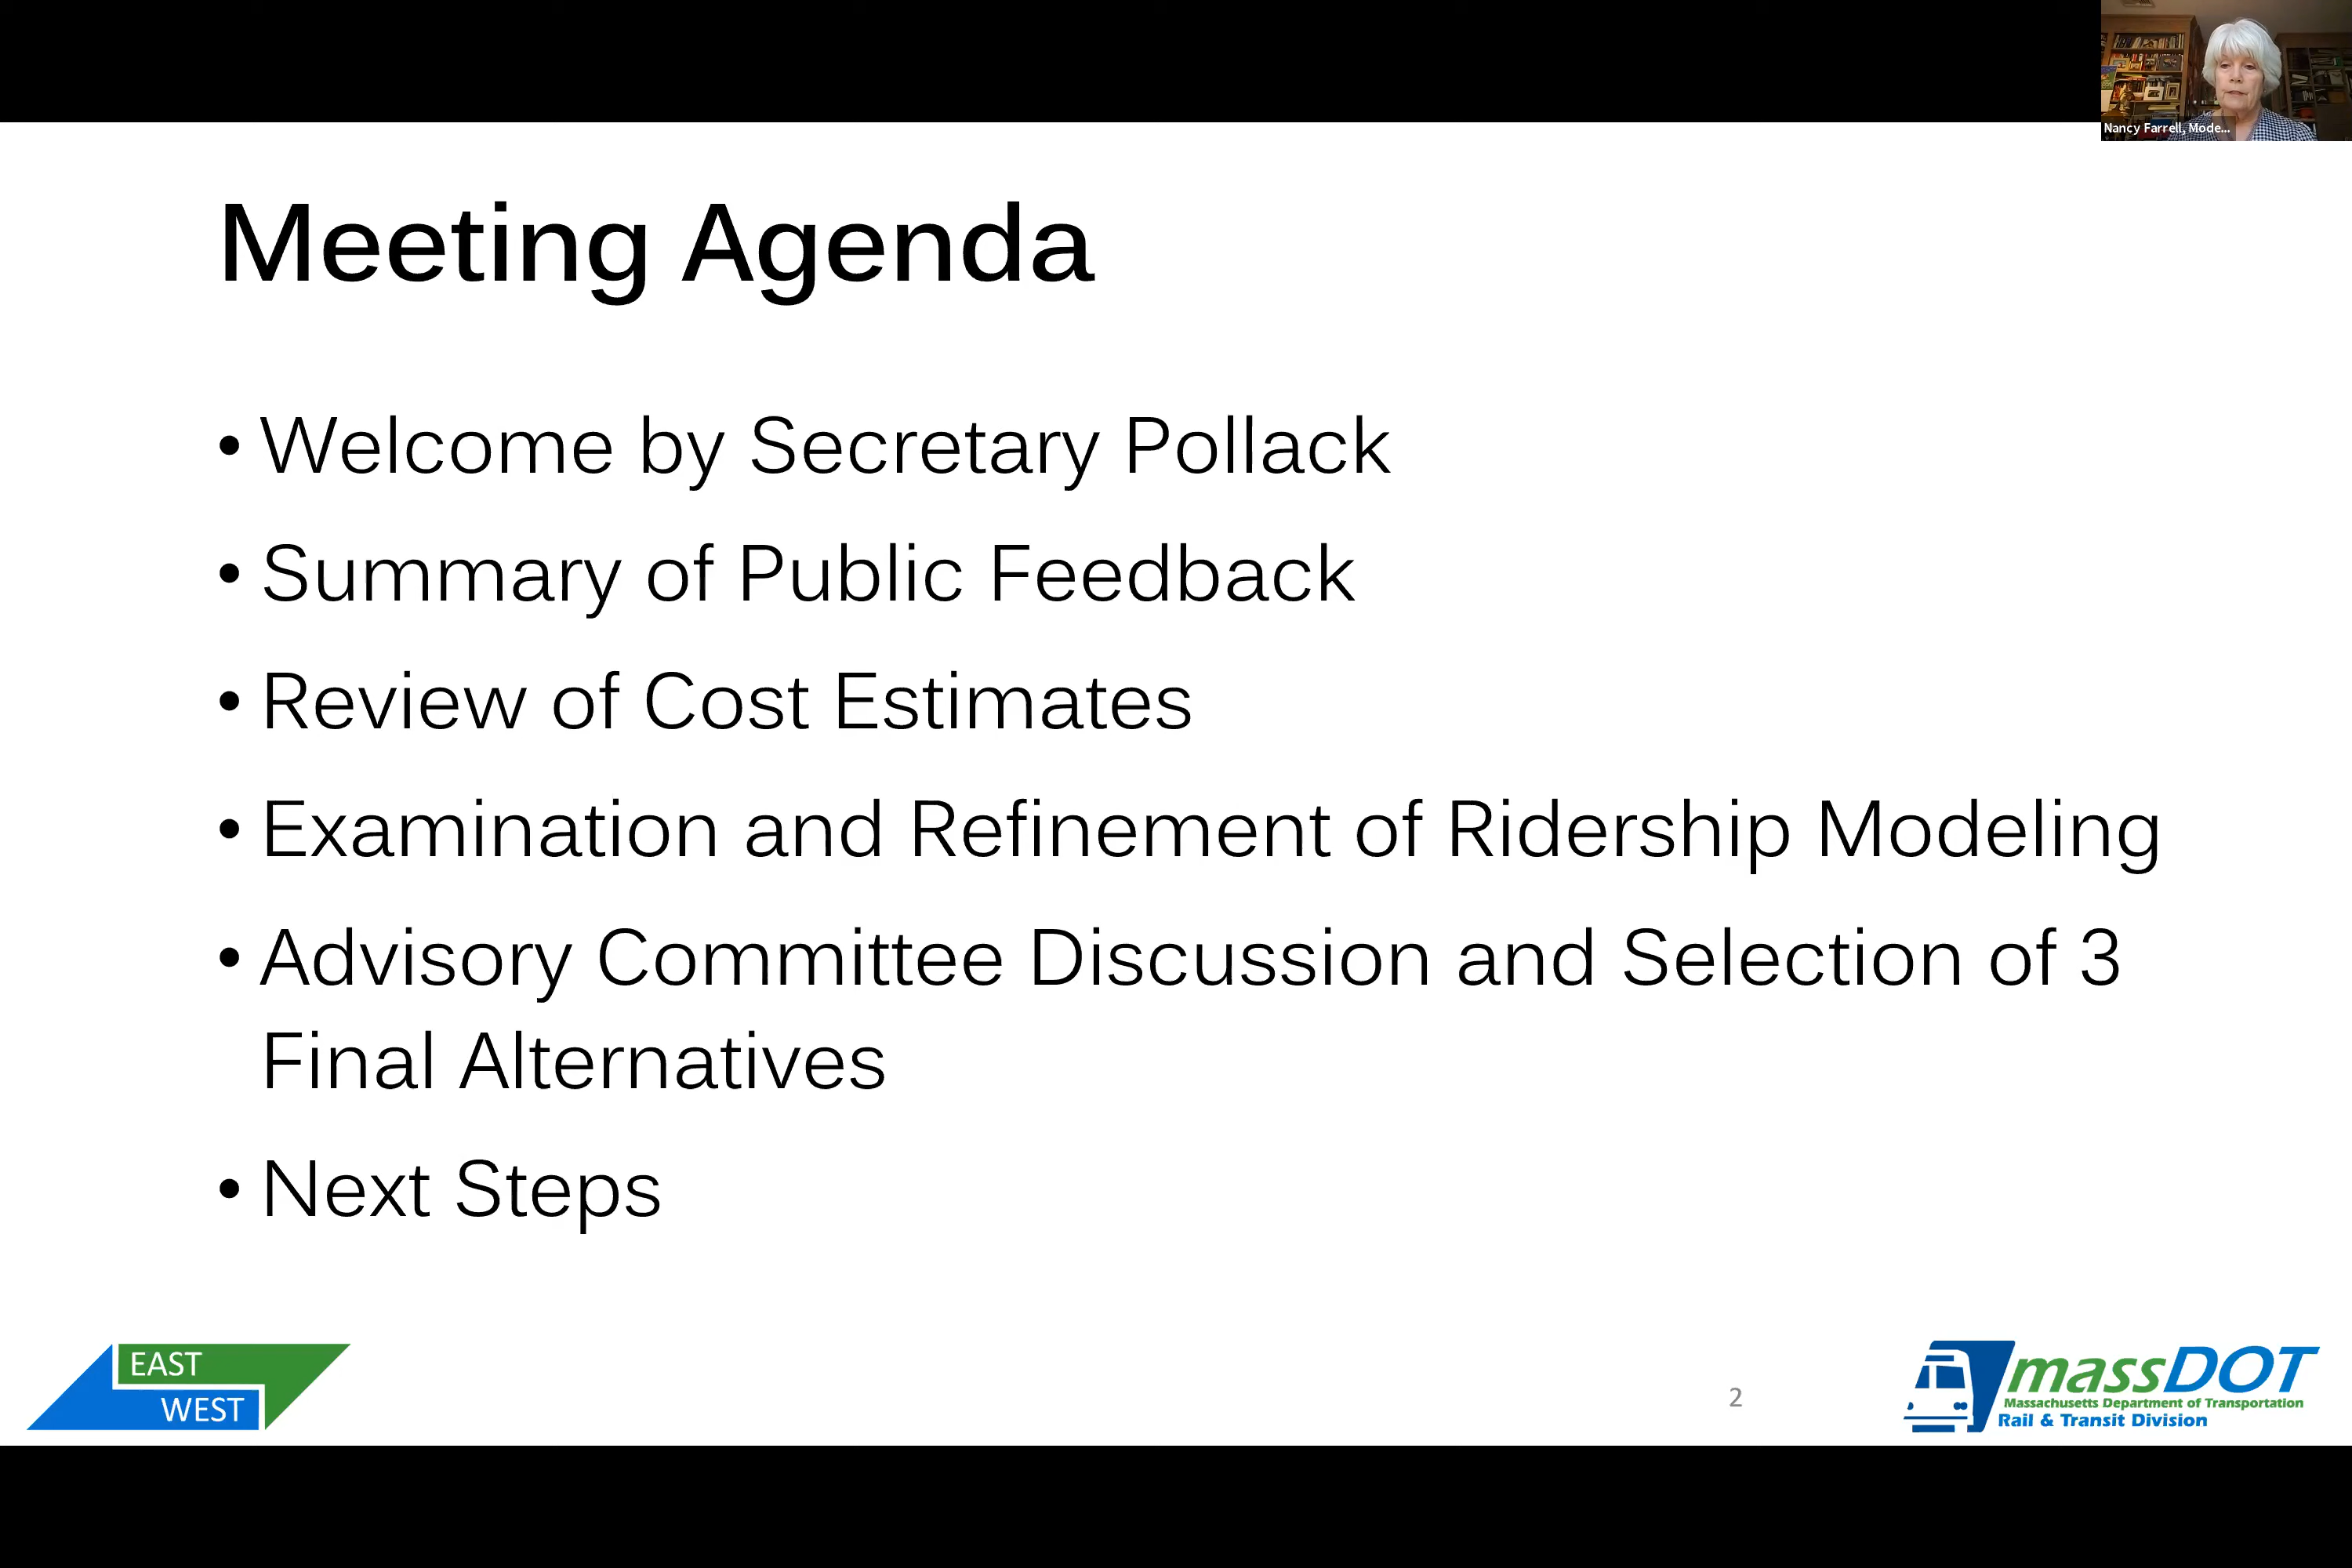 Nancy Farrell, Mode...
Meeting Agenda
• Welcome by Secretary Pollack
• Summary of Public Feedback
• Review of Cost Estimates
• Examination and Refinement of Ridership Modeling
• Advisory Committee Discussion and Selection of 3
Final Alternatives
• Next Steps
EAST
WEST
2
massDOT
Massachusetts Department of Transportation
Rail & Transit Division